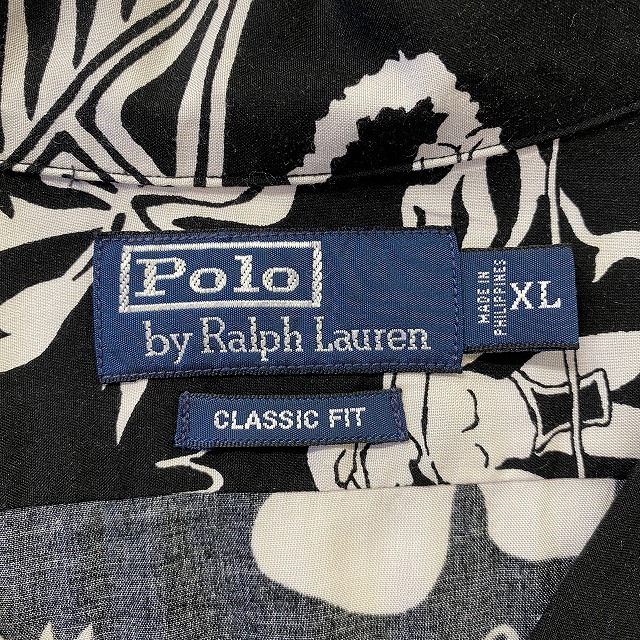 Polo
by Ralph Lauren
MADE IN
PHILIPPINES
XL
CLASSIC FIT